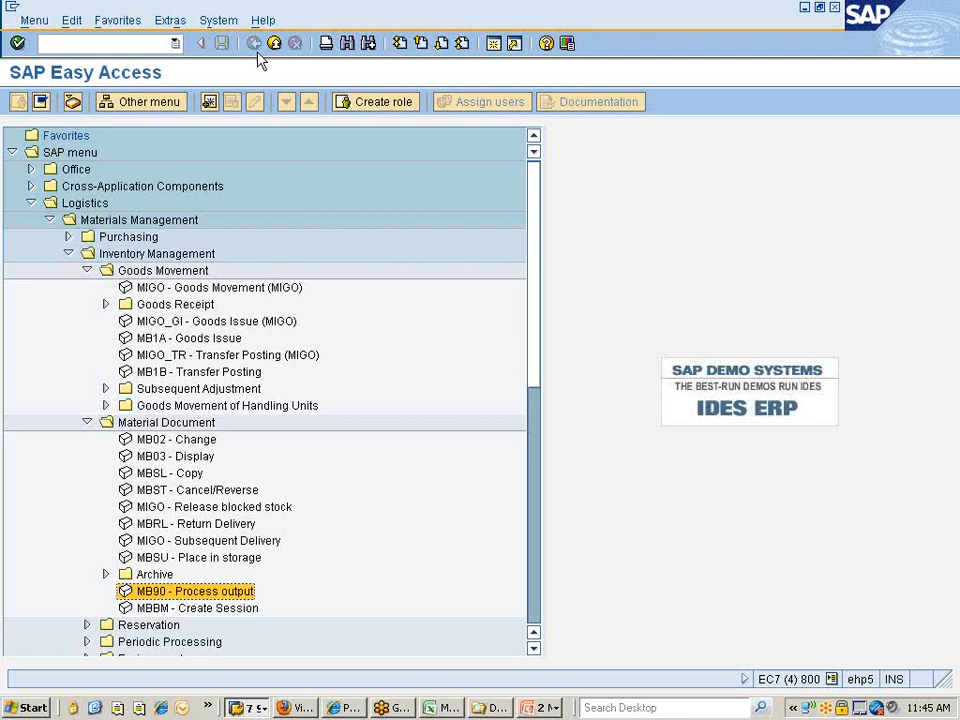 Menu Edit Favorites Extras System Help
SAP
SAP Easy Access
Other menu Create role Assign users Documentation
Favorites
SAP menu
Office
Cross-Application Components
Logistics
Materials Management
Purchasing
Inventory Management
Goods Movement
MIGO - Goods Movement (MIGO)
Goods Receipt
MIGO_GI - Goods Issue (MIGO)
MB1A - Goods Issue
MIGO_TR - Transfer Posting (MIGO)
MB1B - Transfer Posting
Subsequent Adjustment
Goods Movement of Handling Units
Material Document
MB02 - Change
MB03 - Display
MBSL - Copy
MBST - Cancel/Reverse
MIGO - Release blocked stock
MBRL - Return Delivery
MIGO - Subsequent Delivery
MBSU - Place in storage
Archive
MB90 - Process output
MBBM - Create Session
Reservation
Periodic Processing
SAP DEMO SYSTEMS
THE BEST-RUN DEMOS RUN IDES
IDES ERP
EC7 (4) 800 ehp5 INS
Start » 7 S... Vi... P... G... M... D... 2 M Search Desktop « 11:45 AM